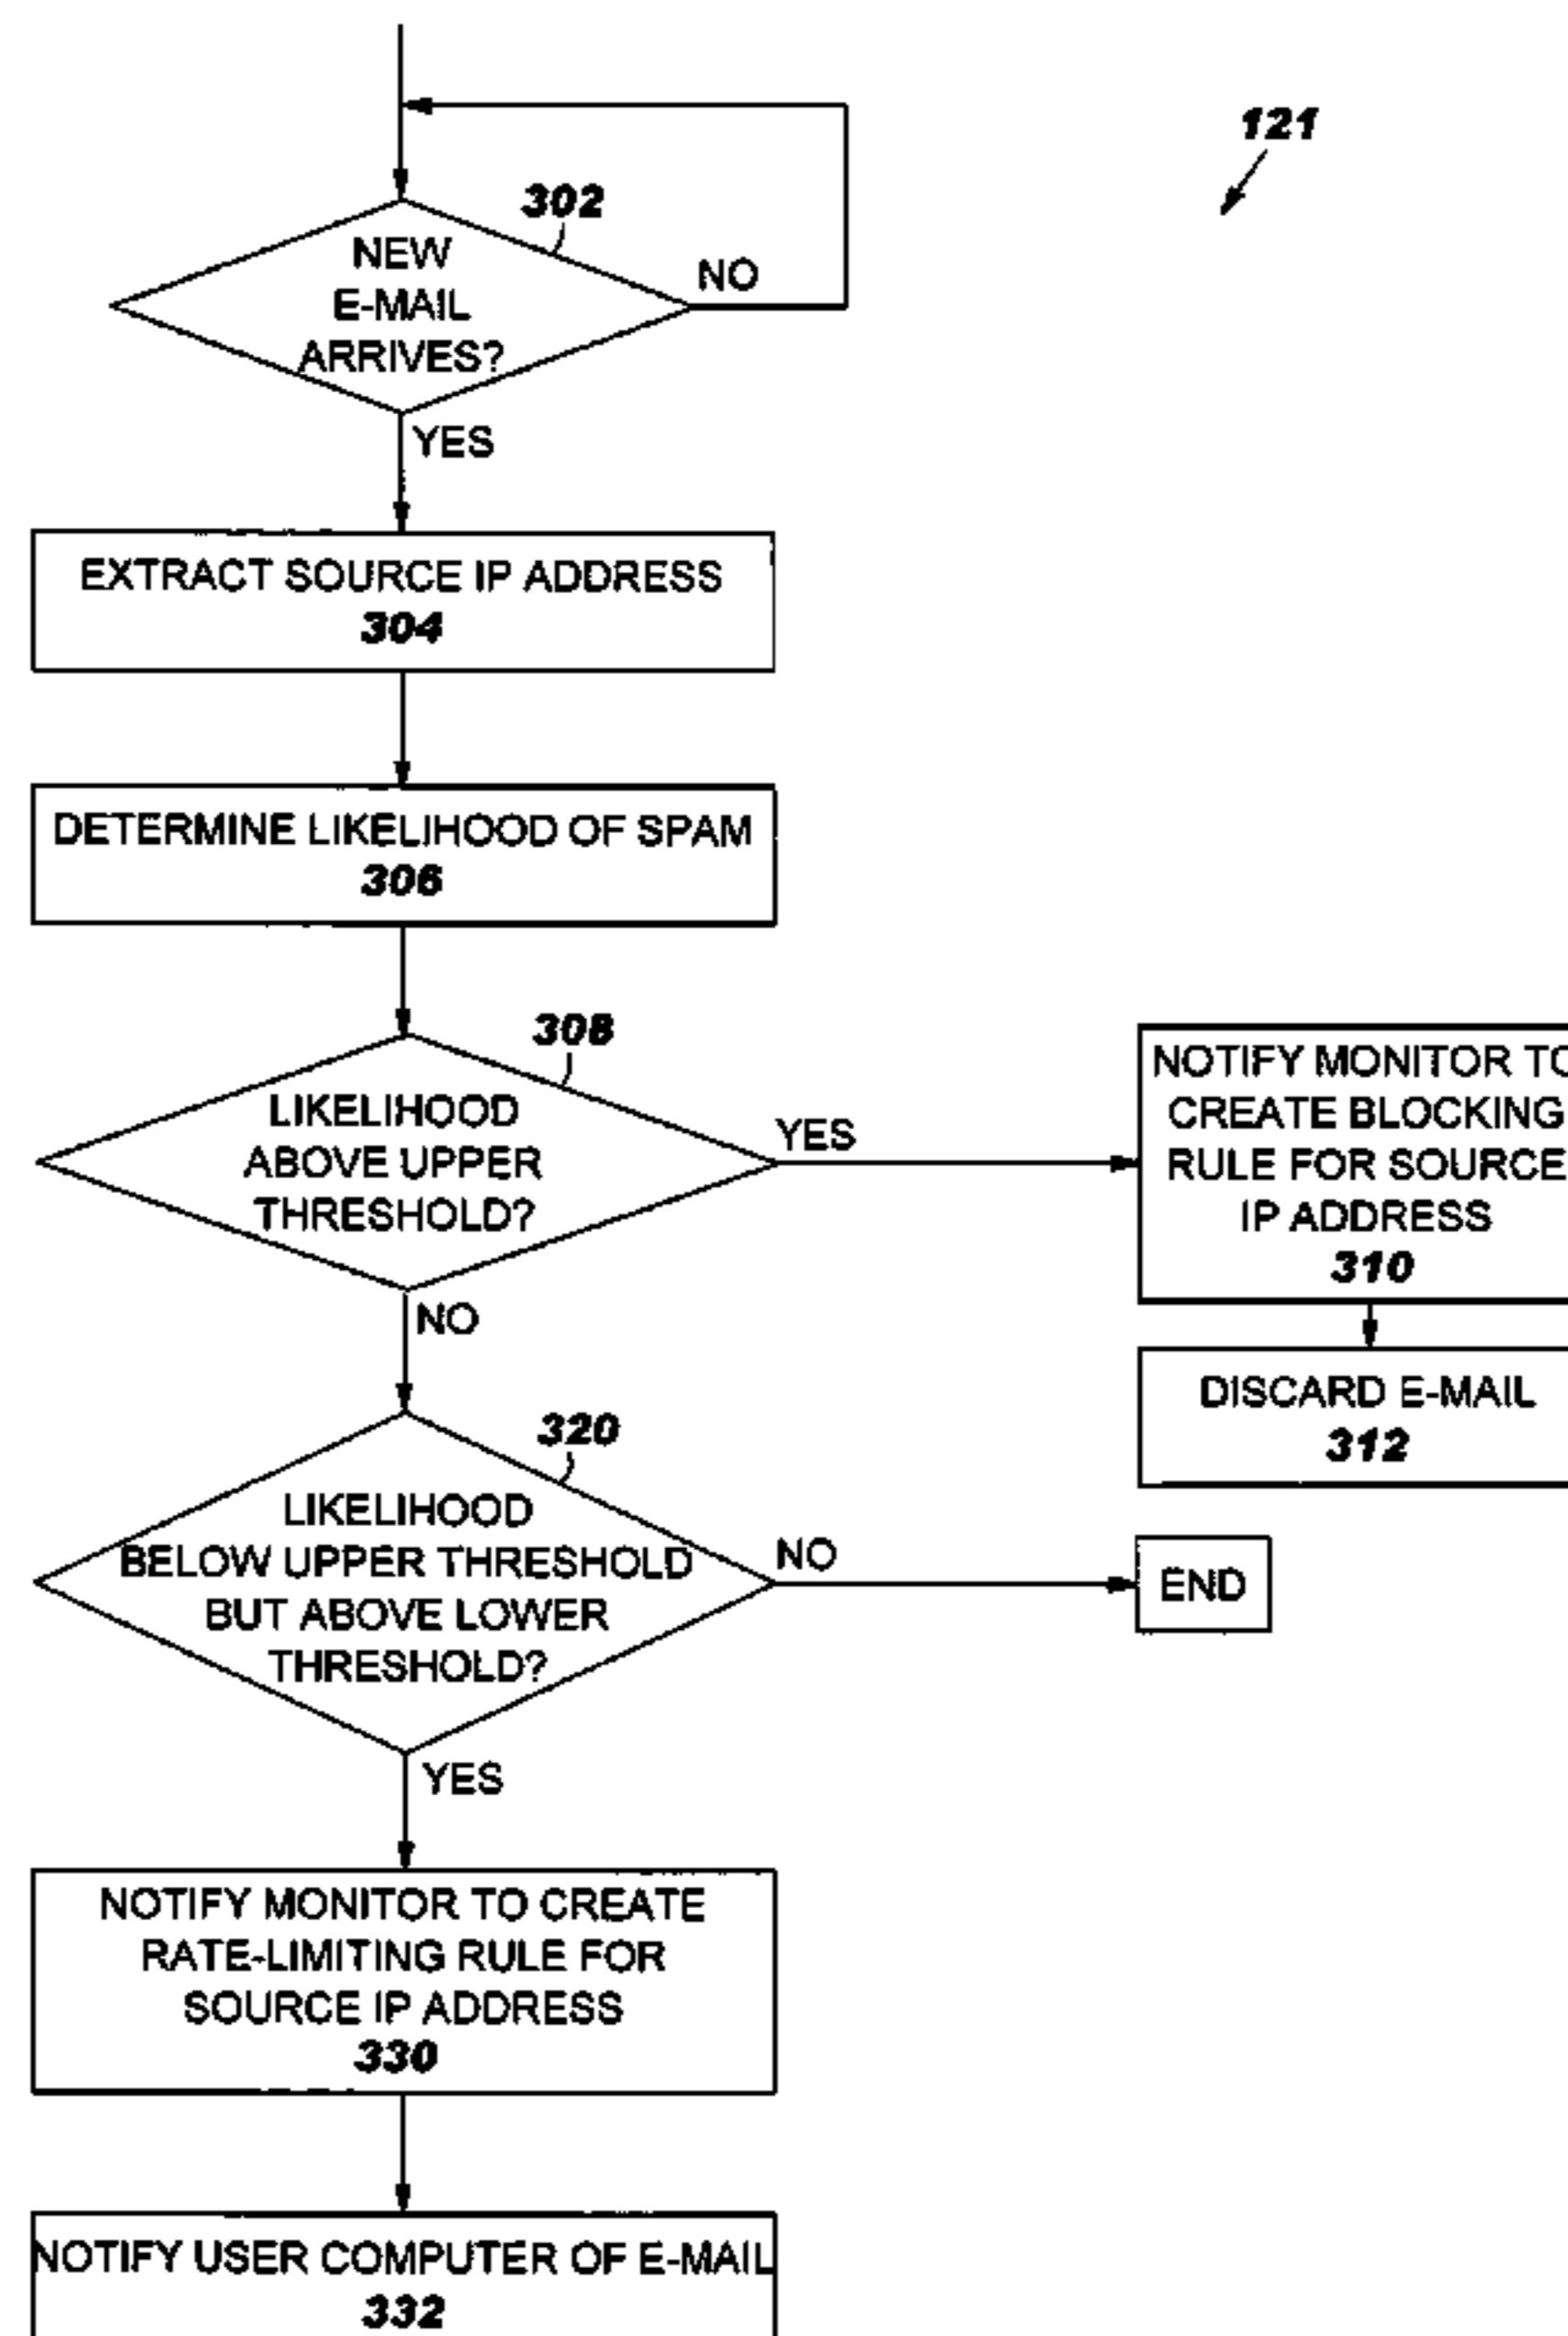 121
302
NEW
E-MAIL
ARRIVES?
NO
YES
EXTRACT SOURCE IP ADDRESS
304
DETERMINE LIKELIHOOD OF SPAM
306
308
LIKELIHOOD
ABOVE UPPER
THRESHOLD?
YES
NO
NOTIFY MONITOR TO
CREATE BLOCKING
RULE FOR SOURCE
IP ADDRESS
310
DISCARD E-MAIL
312
320
LIKELIHOOD
BELOW UPPER THRESHOLD
BUT ABOVE LOWER
THRESHOLD?
NO
END
YES
NOTIFY MONITOR TO CREATE
RATE-LIMITING RULE FOR
SOURCE IP ADDRESS
330
NOTIFY USER COMPUTER OF E-MAIL
332